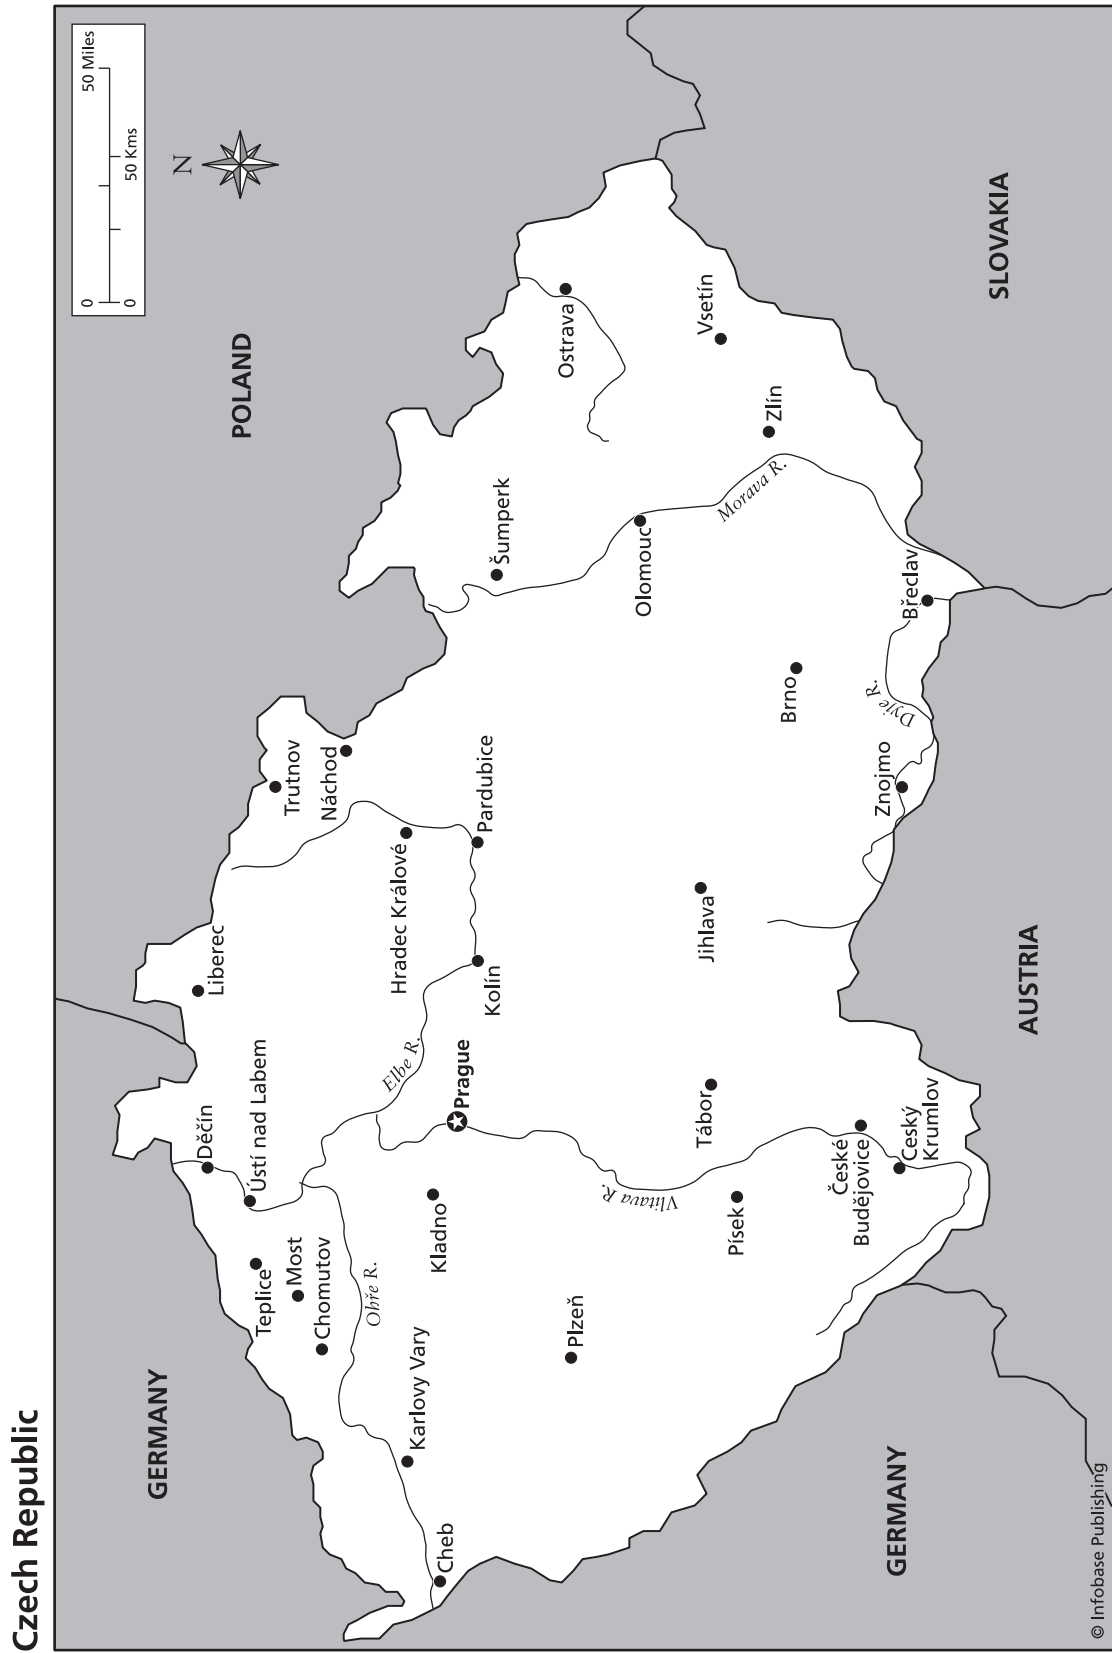 Czech Republic
0 50 Miles
0 50 Kms
N
POLAND
GERMANY
SLOVAKIA
AUSTRIA
GERMANY
Děčín
Ústí nad Labem
Teplice
Most
Chomutov
Liberec
Trutnov
Náchod
Hradec Králové
Pardubice
Kolín
Elbe R.
Prague
Kladno
Ohře R.
Karlovy Vary
Cheb
Plzeň
Vlitava R.
Písek
Tábor
České
Budějovice
Český
Krumlov
Jihlava
Šumperk
Ostrava
Olomouc
Morava R.
Vsetín
Zlín
Brno
Břeclav
Dyje R.
Znojmo
© Infobase Publishing